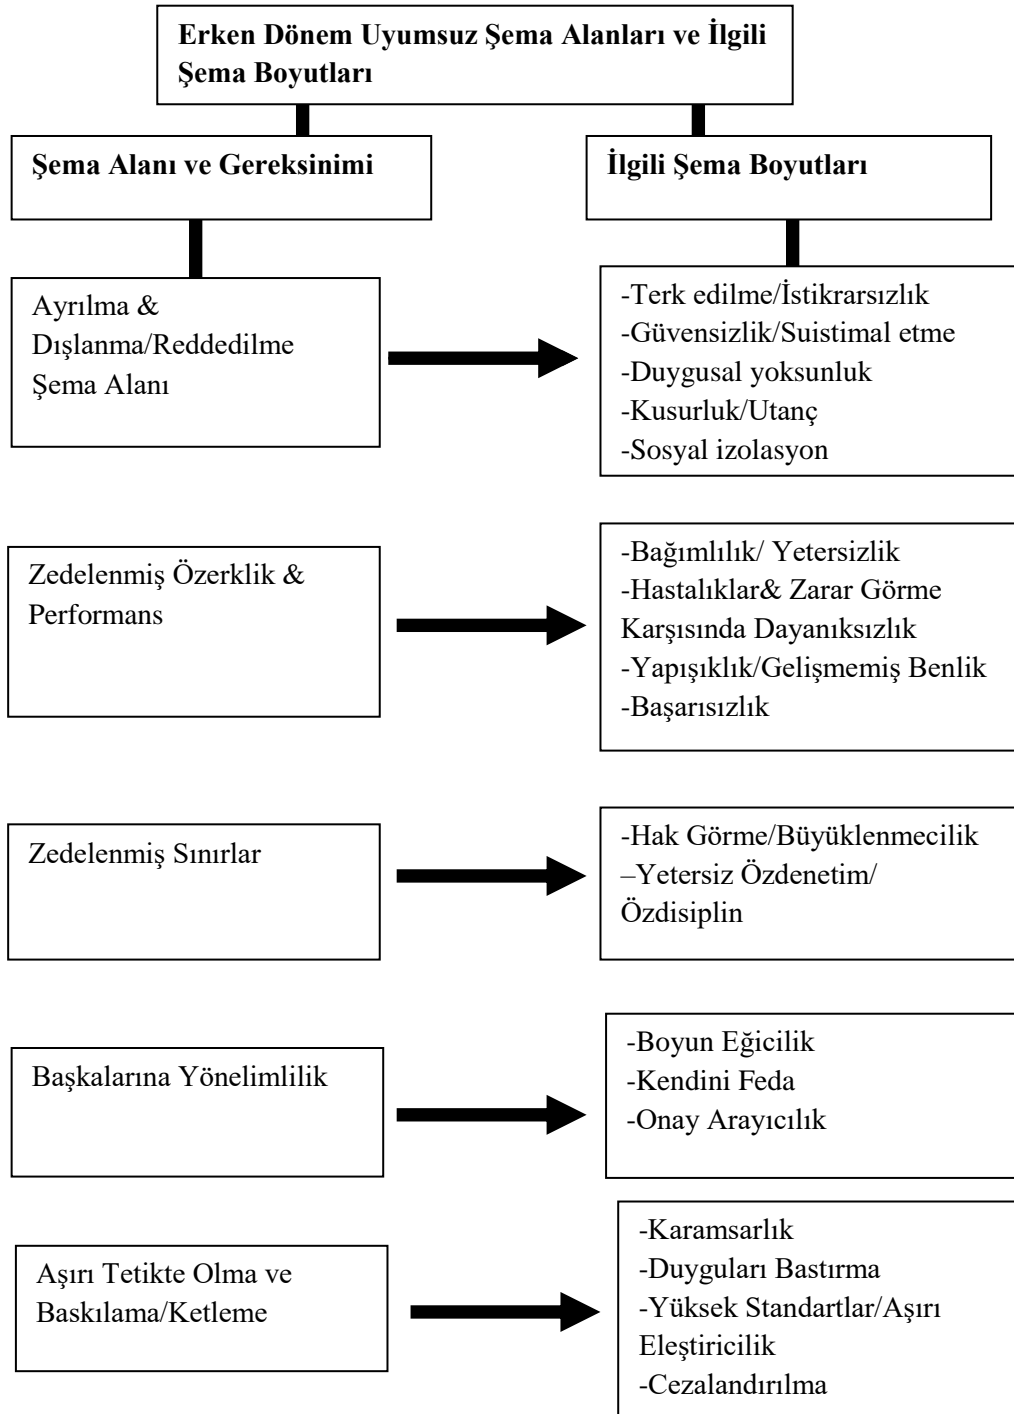 Erken Dönem Uyumsuz Şema Alanları ve İlgili
Şema Boyutları
Şema Alanı ve Gereksinimi
İlgili Şema Boyutları
Ayrılma &
Dışlanma/Reddedilme
Şema Alanı
-Terk edilme/İstikrarsızlık
-Güvensizlik/Suistimal etme
-Duygusal yoksunluk
-Kusurluk/Utanç
-Sosyal izolasyon
Zedelenmiş Özerklik &
Performans
-Bağımlılık/ Yetersizlik
-Hastalıklar& Zarar Görme
Karşısında Dayanıksızlık
-Yapışıklık/Gelişmemiş Benlik
-Başarısızlık
Zedelenmiş Sınırlar
-Hak Görme/Büyüklenmecilik
–Yetersiz Özdenetim/
Özdisiplin
Başkalarına Yönelimlilik
-Boyun Eğicilik
-Kendini Feda
-Onay Arayıcılık
Aşırı Tetikte Olma ve
Baskılama/Ketleme
-Karamsarlık
-Duyguları Bastırma
-Yüksek Standartlar/Aşırı
Eleştiricilik
-Cezalandırılma